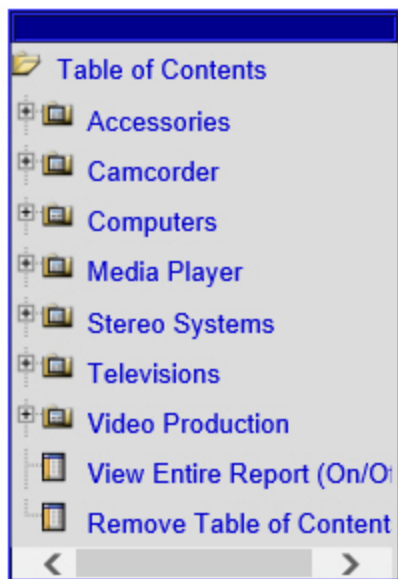 Table of Contents
Accessories
Camcorder
Computers
Media Player
Stereo Systems
Televisions
Video Production
View Entire Report (On/O
Remove Table of Content